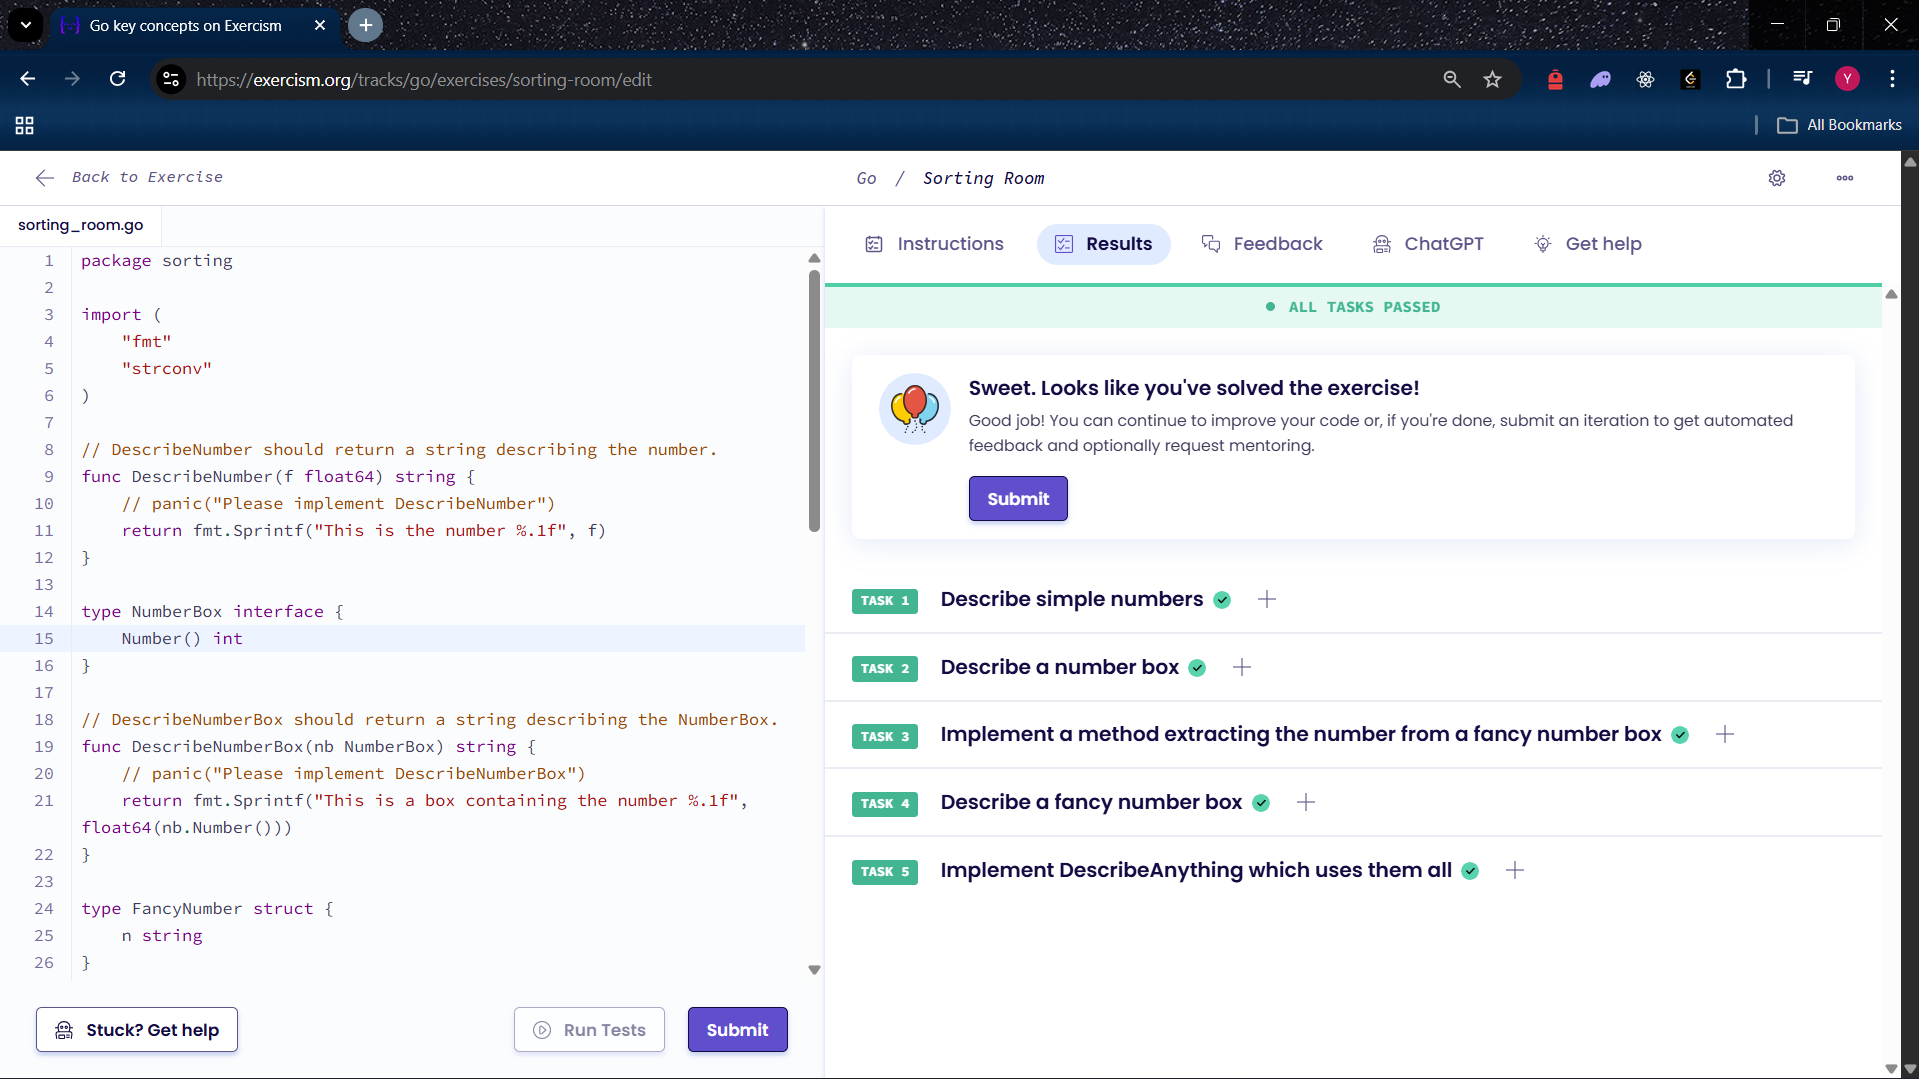 Go key concepts on Exercism
https://exercism.org/tracks/go/exercises/sorting-room/edit
Y
All Bookmarks
Back to Exercise
Go / Sorting Room
sorting_room.go
1 package sorting
2
3 import (
4 "fmt"
5 "strconv"
6 )
7
8 // DescribeNumber should return a string describing the number.
9 func DescribeNumber(f float64) string {
10 // panic("Please implement DescribeNumber")
11 return fmt.Sprintf("This is the number %.1f", f)
12 }
13
14 type NumberBox interface {
15 Number() int
16 }
17
18 // DescribeNumberBox should return a string describing the NumberBox.
19 func DescribeNumberBox(nb NumberBox) string {
20 // panic("Please implement DescribeNumberBox")
21 return fmt.Sprintf("This is a box containing the number %.1f",
float64(nb.Number()))
22 }
23
24 type FancyNumber struct {
25 n string
26 }
Stuck? Get help
Run Tests
Submit
Instructions
Results
Feedback
ChatGPT
Get help
ALL TASKS PASSED
Sweet. Looks like you've solved the exercise!
Good job! You can continue to improve your code or, if you're done, submit an iteration to get automated
feedback and optionally request mentoring.
Submit
TASK 1 Describe simple numbers
TASK 2 Describe a number box
TASK 3 Implement a method extracting the number from a fancy number box
TASK 4 Describe a fancy number box
TASK 5 Implement DescribeAnything which uses them all